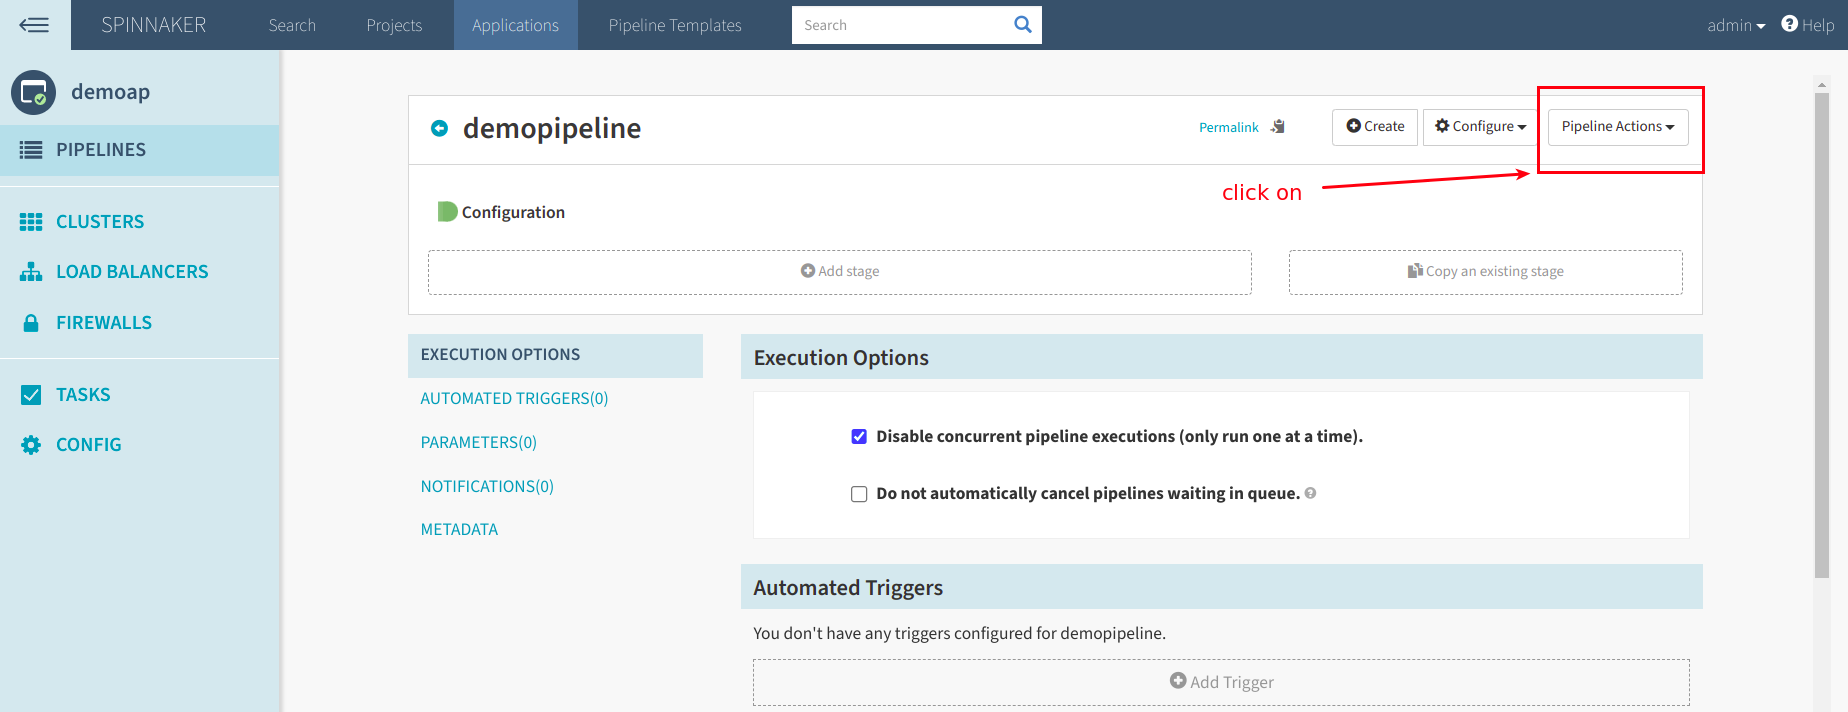 SPINNAKER Search Projects Applications Pipeline Templates Search admin Help
demoap
PIPELINES
CLUSTERS
LOAD BALANCERS
FIREWALLS
TASKS
CONFIG
demopipeline Permalink Create Configure Pipeline Actions
click on
Configuration
Add stage Copy an existing stage
EXECUTION OPTIONS
AUTOMATED TRIGGERS(0)
PARAMETERS(0)
NOTIFICATIONS(0)
METADATA
Execution Options
Disable concurrent pipeline executions (only run one at a time).
Do not automatically cancel pipelines waiting in queue.
Automated Triggers
You don't have any triggers configured for demopipeline.
Add Trigger